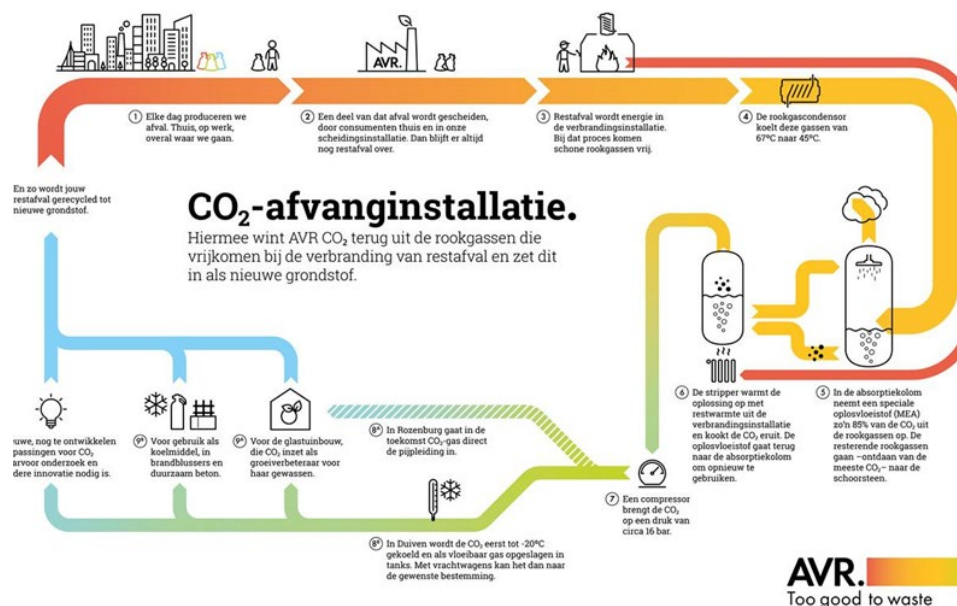 AVR.
① Elke dag produceren we
afval. Thuis, op werk,
overal waar we gaan.
② Een deel van dat afval wordt gescheiden,
door consumenten thuis en in onze
scheidingsinstallatie. Dan blijft er altijd
nog restafval over.
③ Restafval wordt energie in
de verbrandingsinstallatie.
Bij dat proces komen
schone rookgassen vrij.
④ De rookgascondensor
koelt deze gassen van
67ºC naar 45ºC.
En zo wordt jouw
restafval gerecycled tot
nieuwe grondstof.
CO₂-afvanginstallatie.
Hiermee wint AVR CO₂ terug uit de rookgassen die
vrijkomen bij de verbranding van restafval en zet dit
in als nieuwe grondstof.
⑥ De stripper warmt de
oplossing op met
restwarmte uit de
verbrandingsinstallatie
en kookt de CO₂ eruit. De
oplosvloeistof gaat terug
naar de absorptiekolom
om opnieuw te
gebruiken.
⑤ In de absorptiekolom
neemt een speciale
oplosvloeistof (MEA)
zo'n 85% van de CO₂ uit
de rookgassen op. De
resterende rookgassen
gaan –ontdaan van de
meeste CO₂– naar de
schoorsteen.
euwe, nog te ontwikkelen
passingen voor CO₂
arvoor onderzoek en
dere innovatie nodig is.
9ª Voor gebruik als
koelmiddel, in
brandblussers en
duurzaam beton.
9ª Voor de glastuinbouw,
die CO₂ inzet als
groeiverbeteraar voor
haar gewassen.
8ª In Rozenburg gaat in de
toekomst CO₂-gas direct
de pijpleiding in.
⑦ Een compressor
brengt de CO₂
op een druk van
circa 16 bar.
8ª In Duiven wordt de CO₂ eerst tot -20ºC
gekoeld en als vloeibaar gas opgeslagen in
tanks. Met vrachtwagens kan het dan naar
de gewenste bestemming.
AVR.
Too good to waste